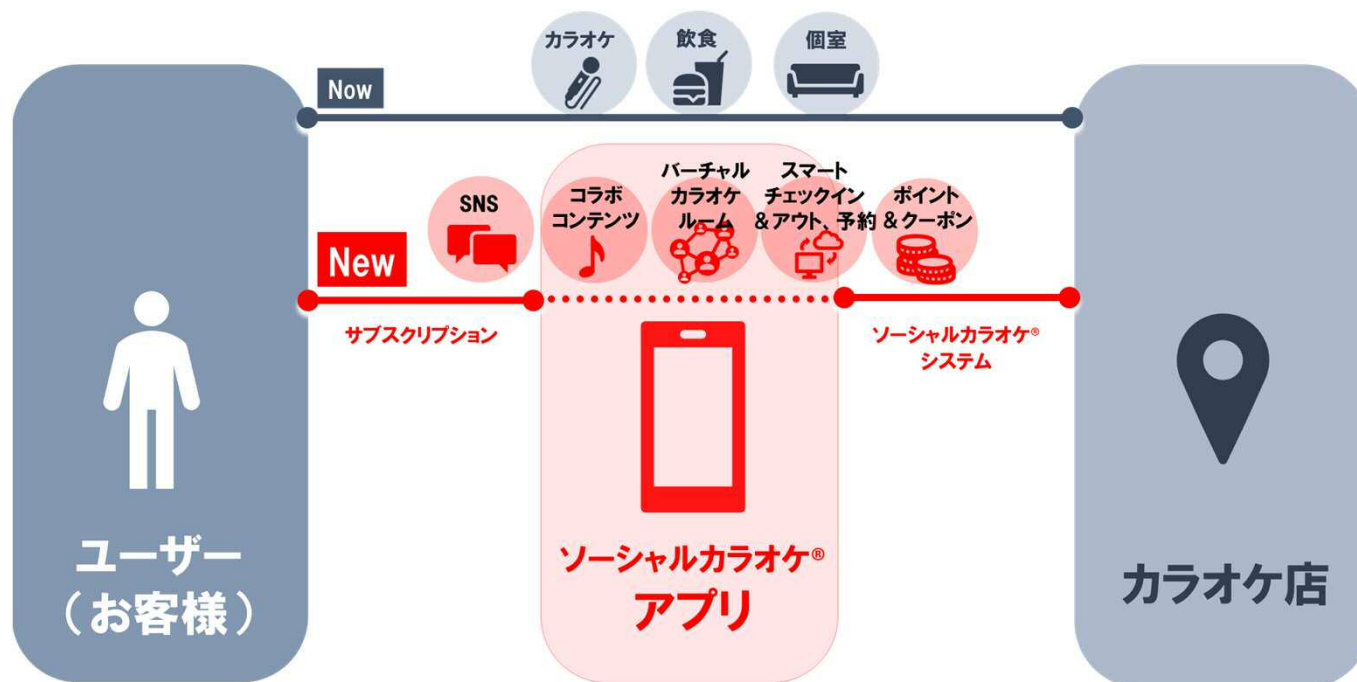 カラオケ
飲食
個室
Now
SNS
コラボ
コンテンツ
バーチャル
カラオケ
ルーム
スマート
チェックイン
&アウト、予約
ポイント
&クーポン
New
サブスクリプション
ソーシャルカラオケ®
システム
ユーザー
（お客様）
ソーシャルカラオケ®
アプリ
カラオケ店